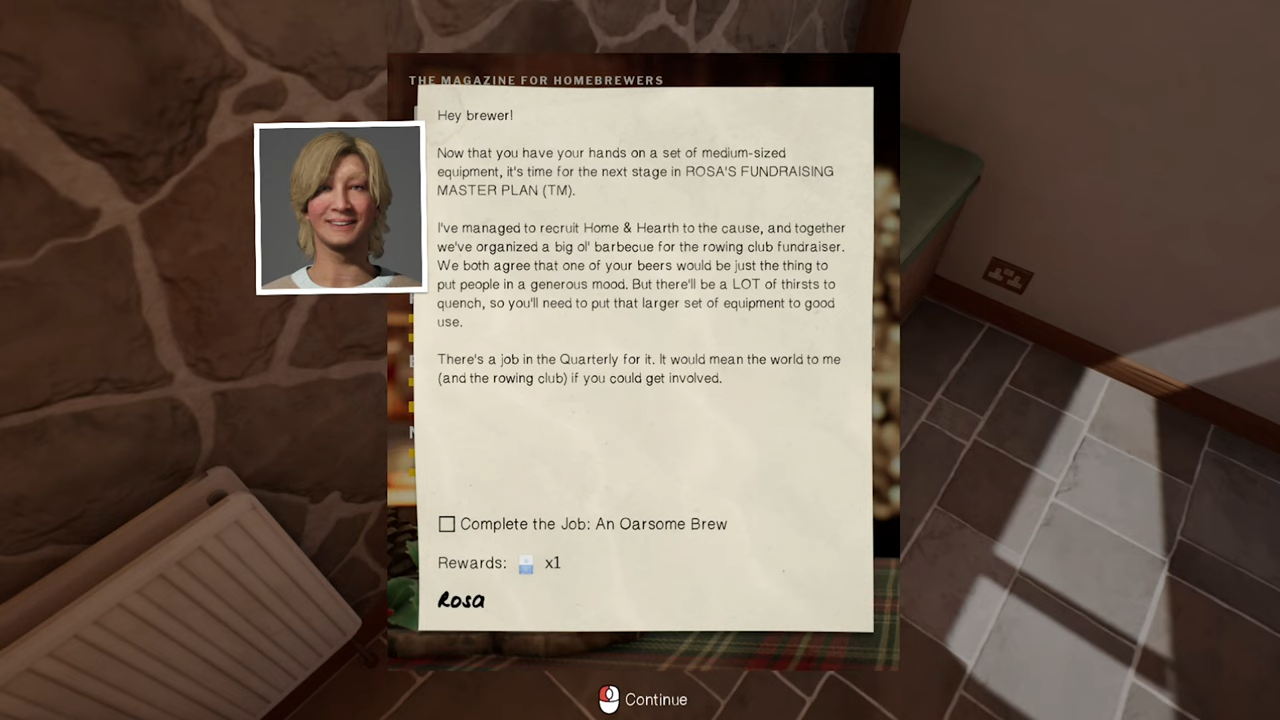 THE MAGAZINE FOR HOMEBREWERS
Hey brewer!
Now that you have your hands on a set of medium-sized
equipment, it's time for the next stage in ROSA'S FUNDRAISING
MASTER PLAN (TM).
I've managed to recruit Home & Hearth to the cause, and together
we've organized a big ol' barbecue for the rowing club fundraiser.
We both agree that one of your beers would be just the thing to
put people in a generous mood. But there'll be a LOT of thirsts to
quench, so you'll need to put that larger set of equipment to good
use.
There's a job in the Quarterly for it. It would mean the world to me
(and the rowing club) if you could get involved.
Complete the Job: An Oarsome Brew
Rewards: x1
Rosa
Continue